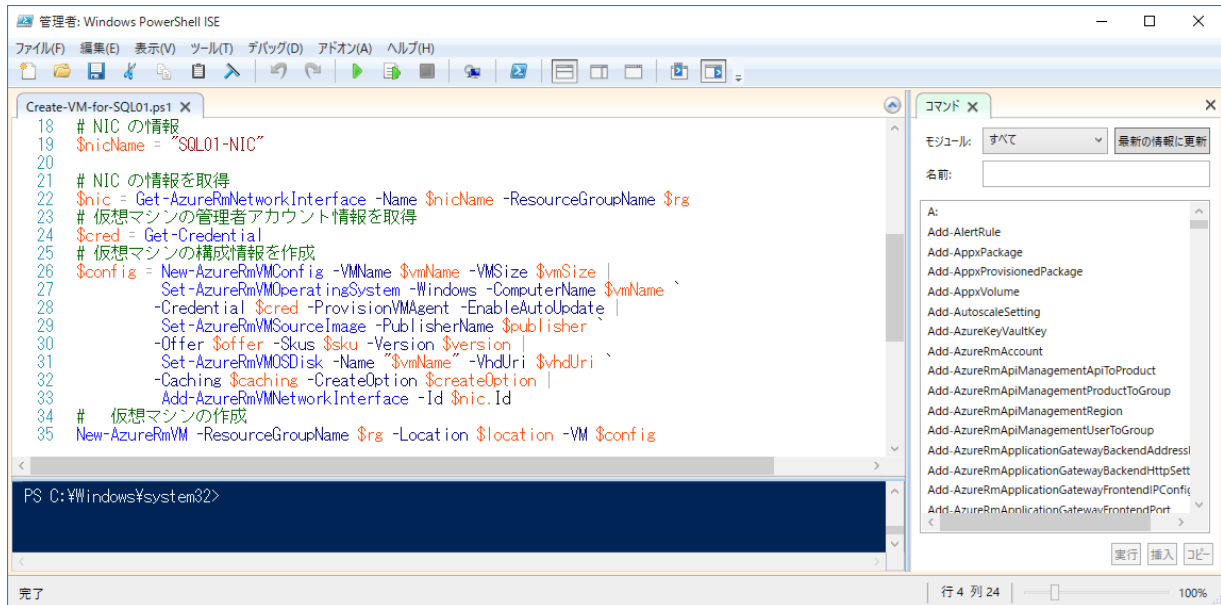 管理者: Windows PowerShell ISE
ファイル(F) 編集(E) 表示(V) ツール(T) デバッグ(D) アドオン(A) ヘルプ(H)
Create-VM-for-SQL01.ps1
18 # NIC の情報
19 $nicName = "SQL01-NIC"
20
21 # NIC の情報を取得
22 $nic = Get-AzureRmNetworkInterface -Name $nicName -ResourceGroupName $rg
23 # 仮想マシンの管理者アカウント情報を取得
24 $cred = Get-Credential
25 # 仮想マシンの構成情報を作成
26 $config = New-AzureRmVMConfig -VMName $vmName -VMSize $vmSize |
27 Set-AzureRmVMOperatingSystem -Windows -ComputerName $vmName `
28 -Credential $cred -ProvisionVMAgent -EnableAutoUpdate |
29 Set-AzureRmVMSourceImage -PublisherName $publisher `
30 -Offer $offer -Skus $sku -Version $version |
31 Set-AzureRmVMOSDisk -Name "$vmName" -VhdUri $vhdUri `
32 -Caching $caching -CreateOption $createOption |
33 Add-AzureRmVMNetworkInterface -Id $nic.Id
34 # 仮想マシンの作成
35 New-AzureRmVM -ResourceGroupName $rg -Location $location -VM $config
PS C:¥Windows¥system32>
コマンド
モジュール: すべて 最新の情報に更新
名前:
A:
Add-AlertRule
Add-AppxPackage
Add-AppxProvisionedPackage
Add-AppxVolume
Add-AutoscaleSetting
Add-AzureKeyVaultKey
Add-AzureRmAccount
Add-AzureRmApiManagementApiToProduct
Add-AzureRmApiManagementProductToGroup
Add-AzureRmApiManagementRegion
Add-AzureRmApiManagementUserToGroup
Add-AzureRmApplicationGatewayBackendAddressl
Add-AzureRmApplicationGatewayBackendHttpSett
Add-AzureRmApplicationGatewayFrontendIPConfig
Add-AzureRmApplicationGatewayFrontendPort
実行 挿入 コピー
完了
行 4 列 24
100%